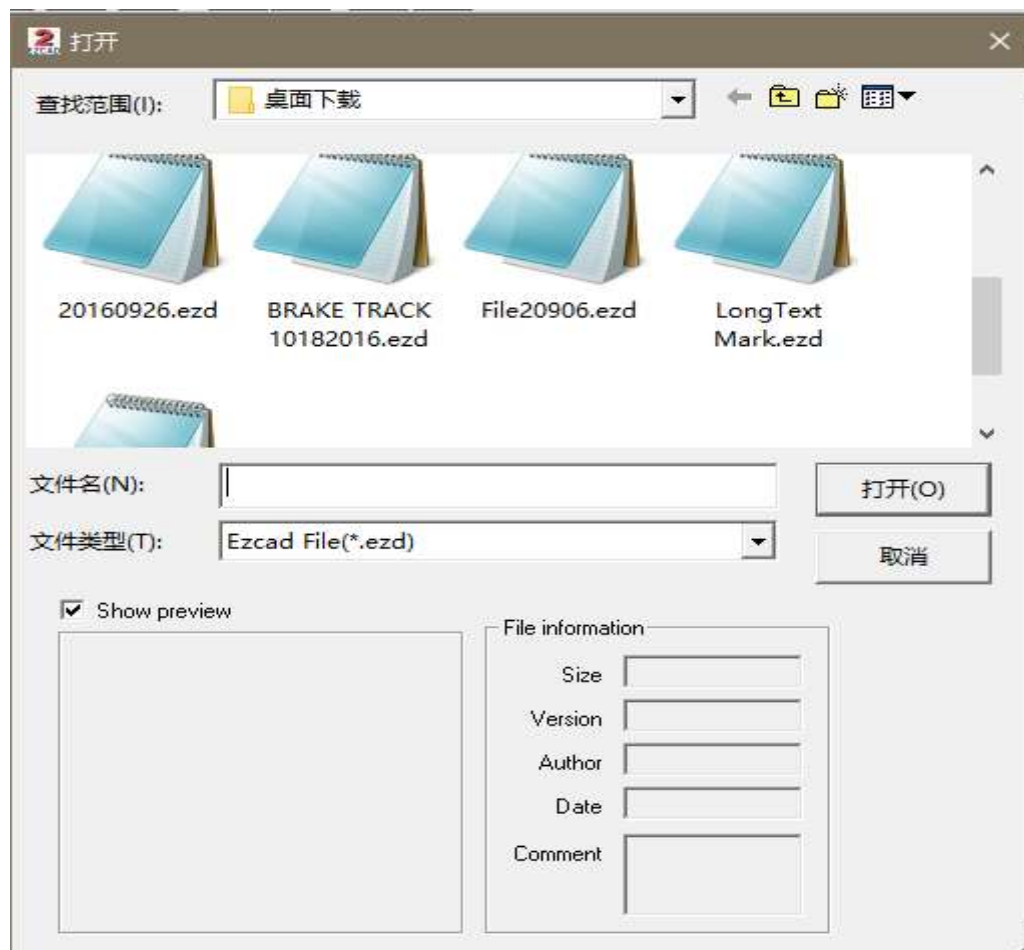 打开
查找范围(I):
桌面下载
20160926.ezd
BRAKE TRACK
10182016.ezd
File20906.ezd
LongText
Mark.ezd
文件名(N):
打开(O)
文件类型(T):
Ezcad File(*.ezd)
取消
Show preview
File information
Size
Version
Author
Date
Comment